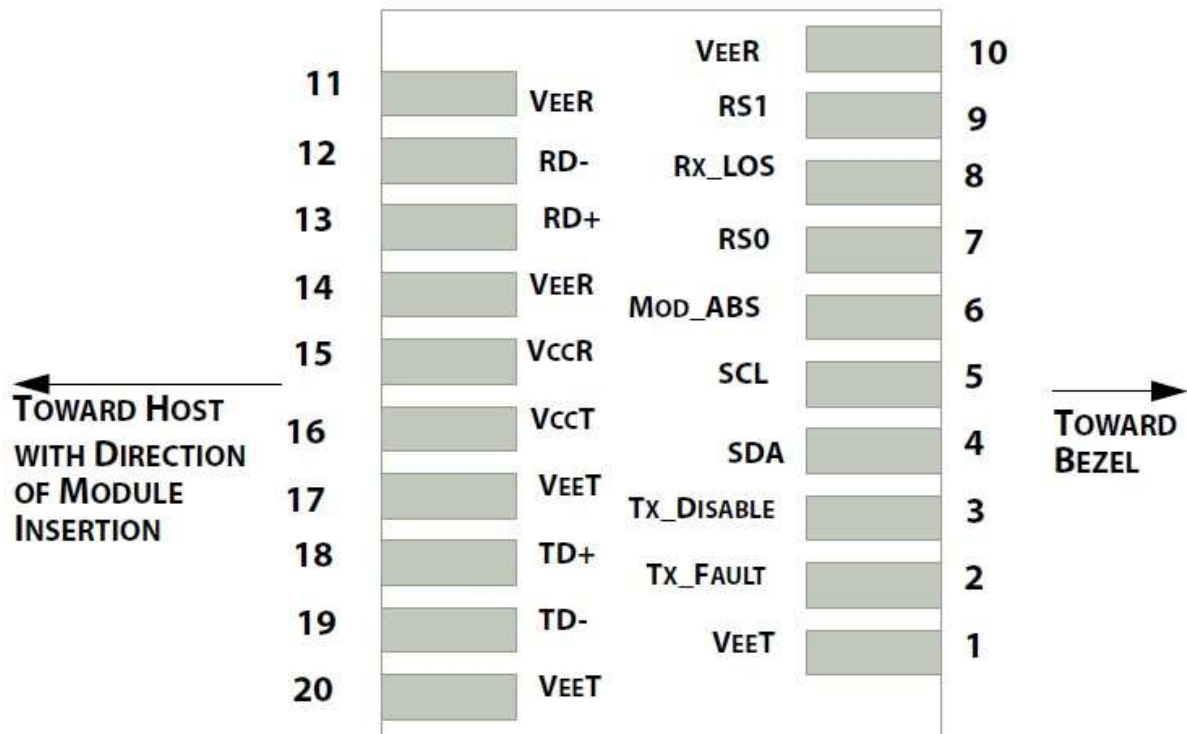 11 VEER
12 RD-
13 RD+
14 VEER
15 VCCR
16 VCCT
17 VEET
18 TD+
19 TD-
20 VEET
VEER 10
RS1 9
RX_LOS 8
RS0 7
MOD_ABS 6
SCL 5
SDA 4
TX_DISABLE 3
TX_FAULT 2
VEET 1
TOWARD HOST
WITH DIRECTION
OF MODULE
INSERTION
TOWARD
BEZEL